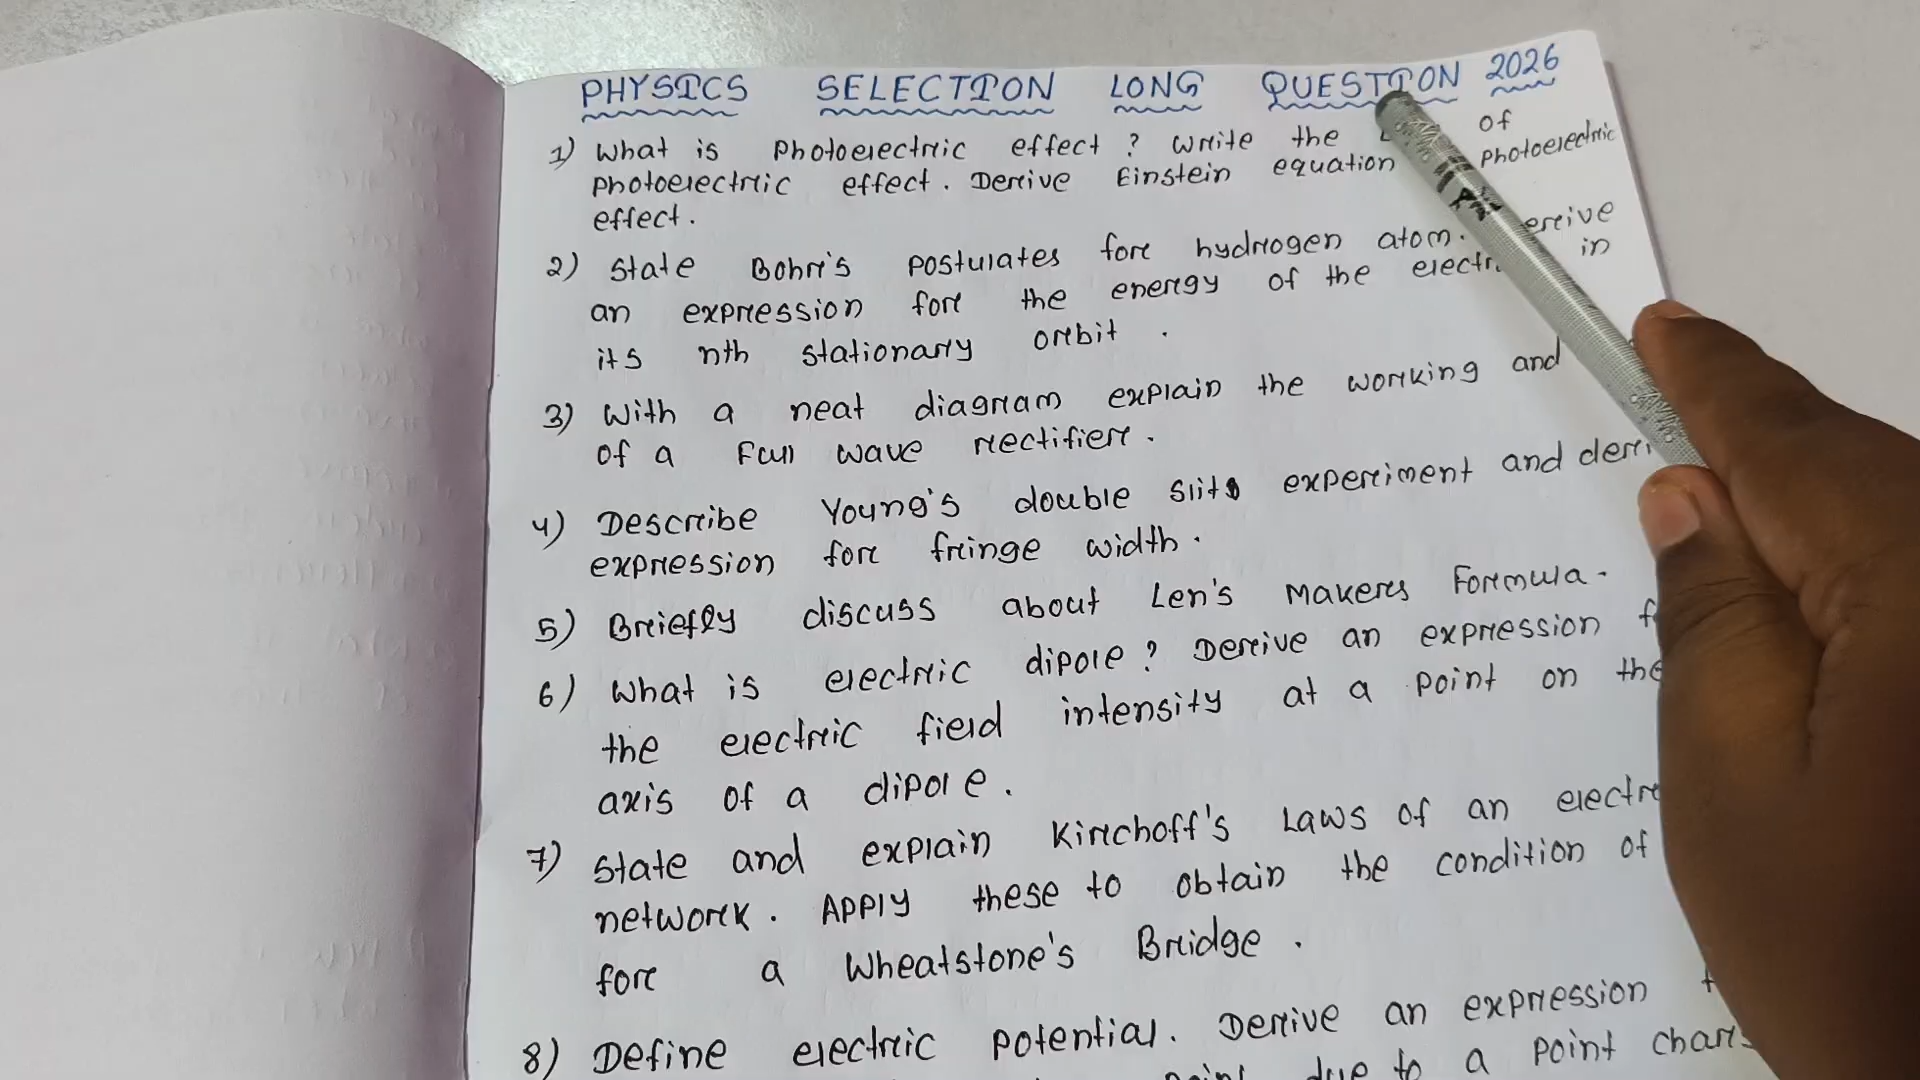 PHYSICS SELECTION LONG QUESTION 2026
1) What is Photoelectric effect ? Write the of
Photoelectric effect. Derive Einstein equation Photoelectric
effect.
2) State Bohr's Postulates fore hydrogen atom.
an expression fore the energy of the in
its nth stationary orbit .
3) With a neat diagram explain the working and
of a Full wave rectifier .
4) Describe Young's double slits experiment and
expression fore fringe width .
5) Briefly discuss about Len's Makers Formula .
6) What is electric dipole ? Derive an expression
the electric field intensity at a point on the
axis of a dipole .
7) State and explain Kirchoff's Laws of an
network . Apply these to obtain the condition of
fore a Wheatstone's Bridge .
8) Define electric potential . Derive an expression
due to a point